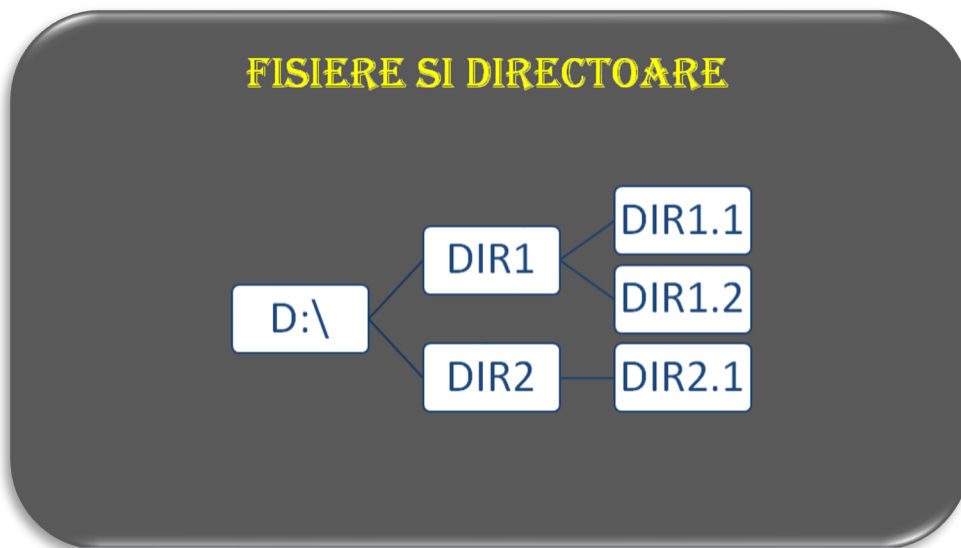 FISIERE SI DIRECTOARE
D:\
DIR1
DIR1.1
DIR1.2
DIR2
DIR2.1